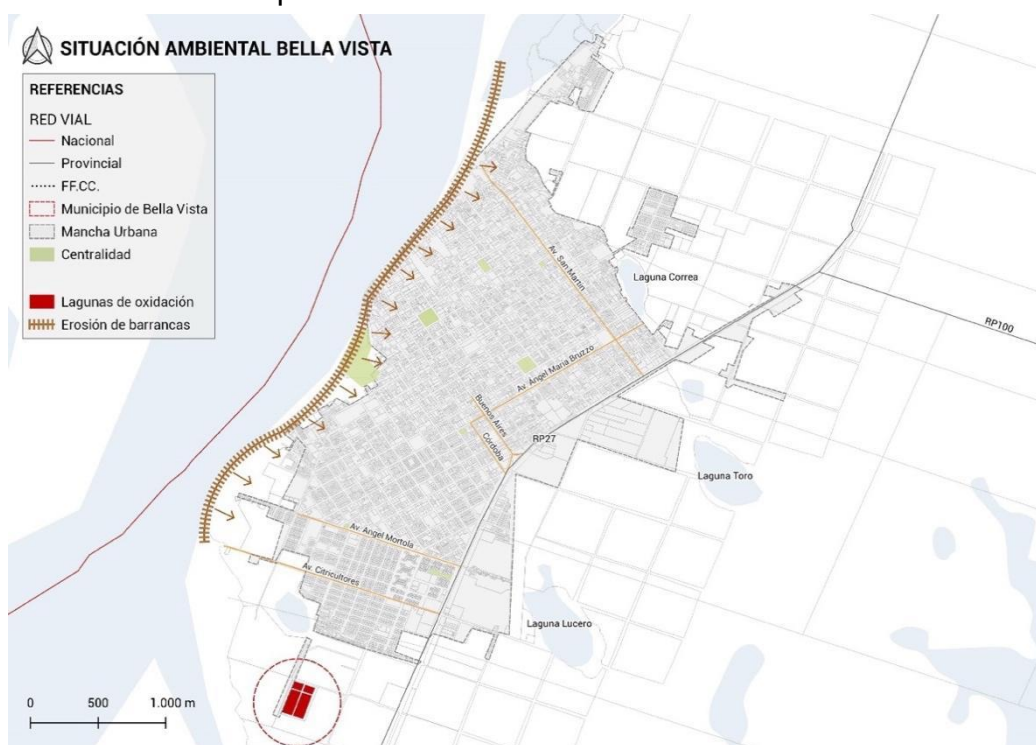 SITUACIÓN AMBIENTAL BELLA VISTA
REFERENCIAS
RED VIAL
Nacional
Provincial
FF.CC.
Municipio de Bella Vista
Mancha Urbana
Centralidad
Lagunas de oxidación
Erosión de barrancas
Av. San Martín
Laguna Correa
RP100
Av. Ángel María Bruzzo
Buenos Aires
Córdoba
RP27
Laguna Toro
Av. Ángel Mortola
Av. Citricultores
Laguna Lucero
0 500 1.000 m